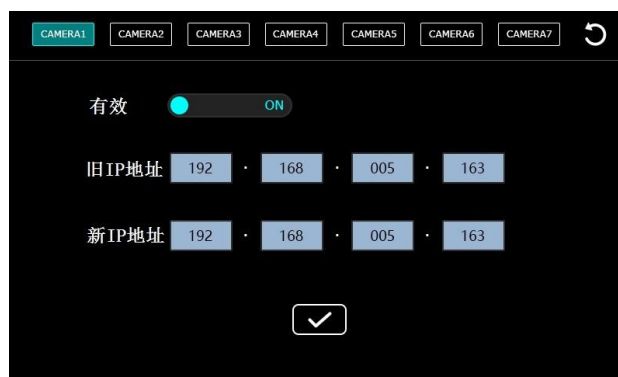 CAMERA1 CAMERA2 CAMERA3 CAMERA4 CAMERA5 CAMERA6 CAMERA7
有效 ON
旧IP地址 192 · 168 · 005 · 163
新IP地址 192 · 168 · 005 · 163